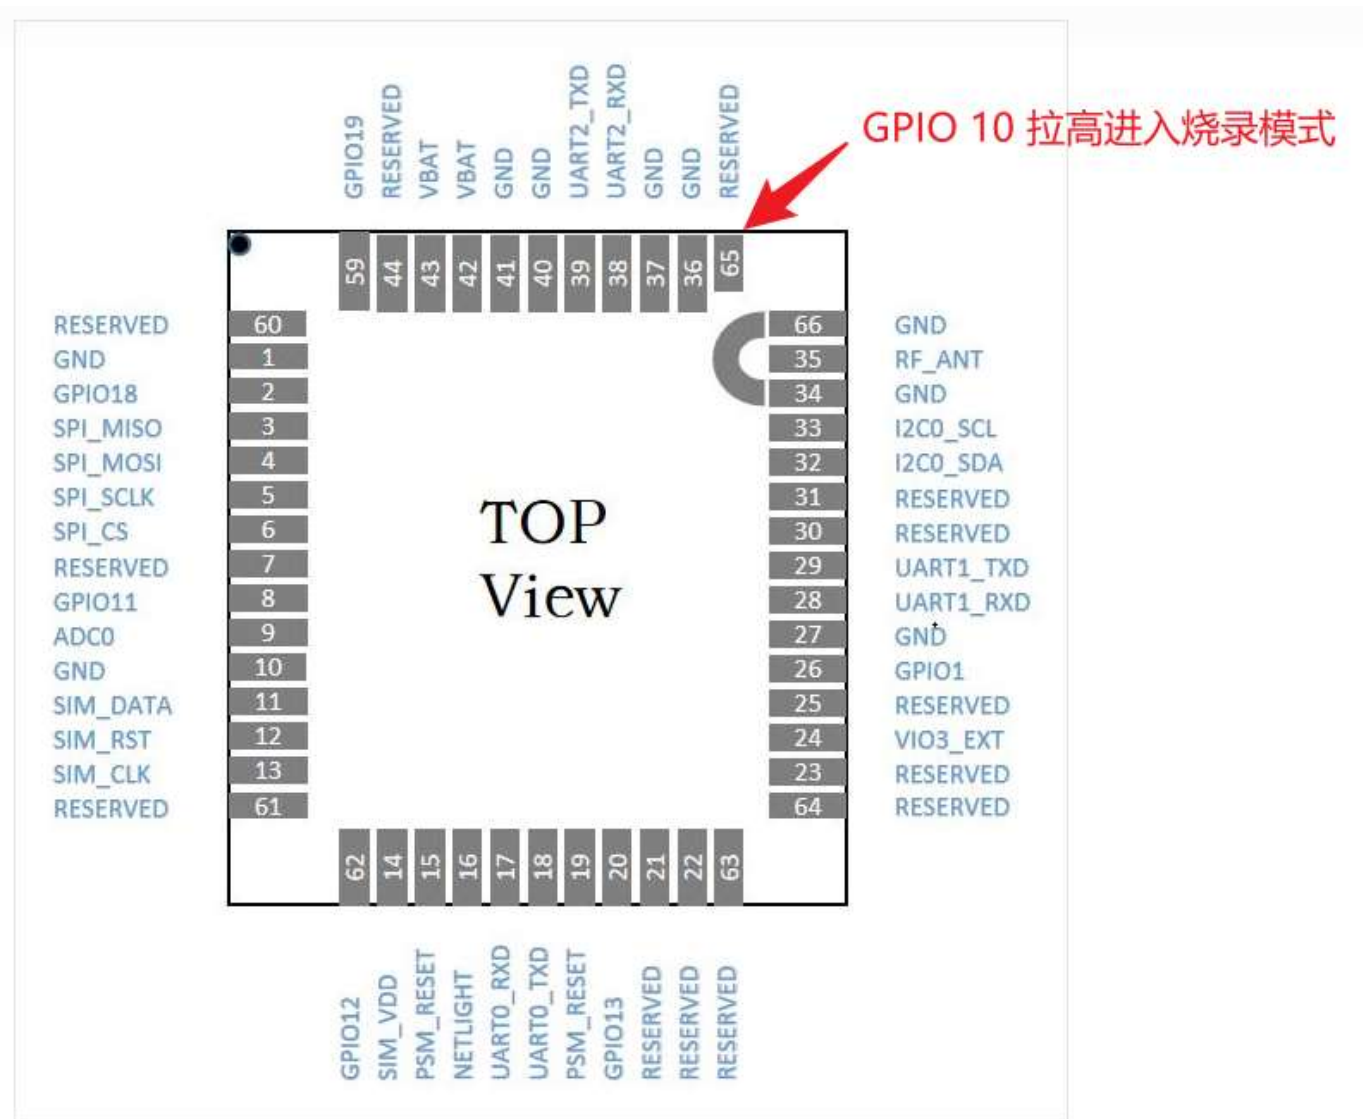 GPIO19
RESERVED
VBAT
VBAT
GND
GND
UART2_TXD
UART2_RXD
GND
GND
RESERVED
GPIO 10 拉高进入烧录模式
59
44
43
42
41
40
39
38
37
36
65
RESERVED 60
GND 1
GPIO18 2
SPI_MISO 3
SPI_MOSI 4
SPI_SCLK 5
SPI_CS 6
RESERVED 7
GPIO11 8
ADC0 9
GND 10
SIM_DATA 11
SIM_RST 12
SIM_CLK 13
RESERVED 61
TOP
View
66 GND
35 RF_ANT
34 GND
33 I2C0_SCL
32 I2C0_SDA
31 RESERVED
30 RESERVED
29 UART1_TXD
28 UART1_RXD
27 GND
26 GPIO1
25 RESERVED
24 VIO3_EXT
23 RESERVED
64 RESERVED
62
14
15
16
17
18
19
20
21
22
63
GPIO12
SIM_VDD
PSM_RESET
NETLIGHT
UART0_RXD
UART0_TXD
PSM_RESET
GPIO13
RESERVED
RESERVED
RESERVED